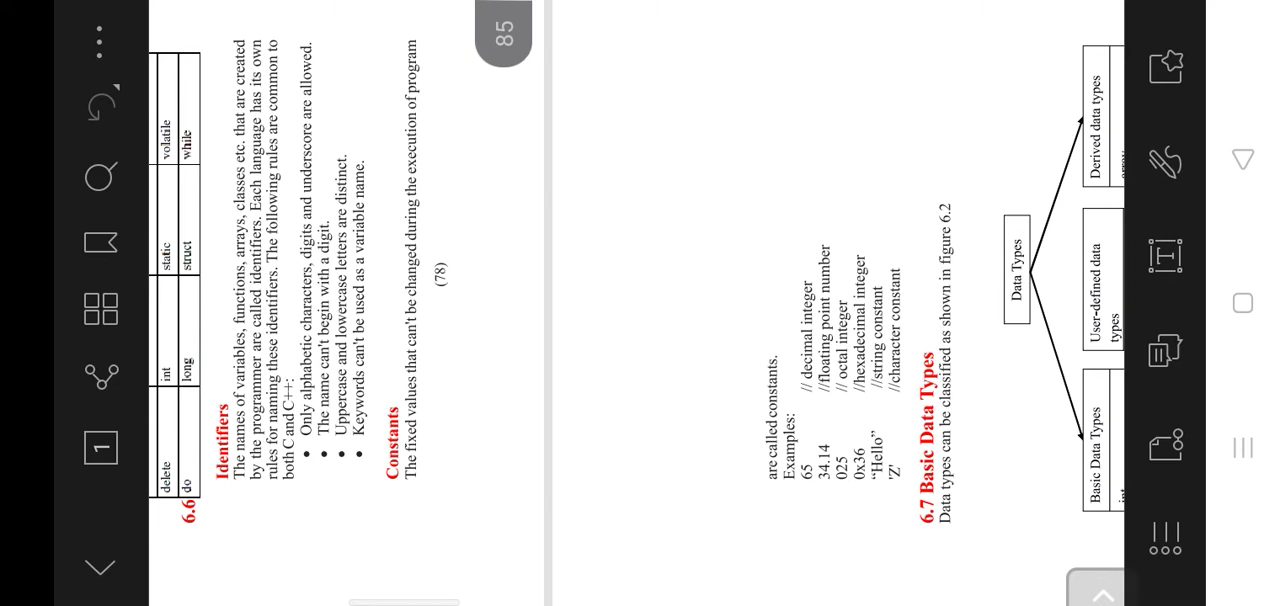 delete int static volatile
do long struct while
6.6
Identifiers
The names of variables, functions, arrays, classes etc. that are created
by the programmer are called identifiers. Each language has its own
rules for naming these identifiers. The following rules are common to
both C and C++:
• Only alphabetic characters, digits and underscore are allowed.
• The name can't begin with a digit.
• Uppercase and lowercase letters are distinct.
• Keywords can't be used as a variable name.
Constants
The fixed values that can't be changed during the execution of program
(78)
85
are called constants.
Examples:
65 // decimal integer
34.14 //floating point number
025 // octal integer
0x36 //hexadecimal integer
“Hello” //string constant
'Z' //character constant
6.7 Basic Data Types
Data types can be classified as shown in figure 6.2
Data Types
Basic Data Types
User-defined data
types
Derived data types
1
T